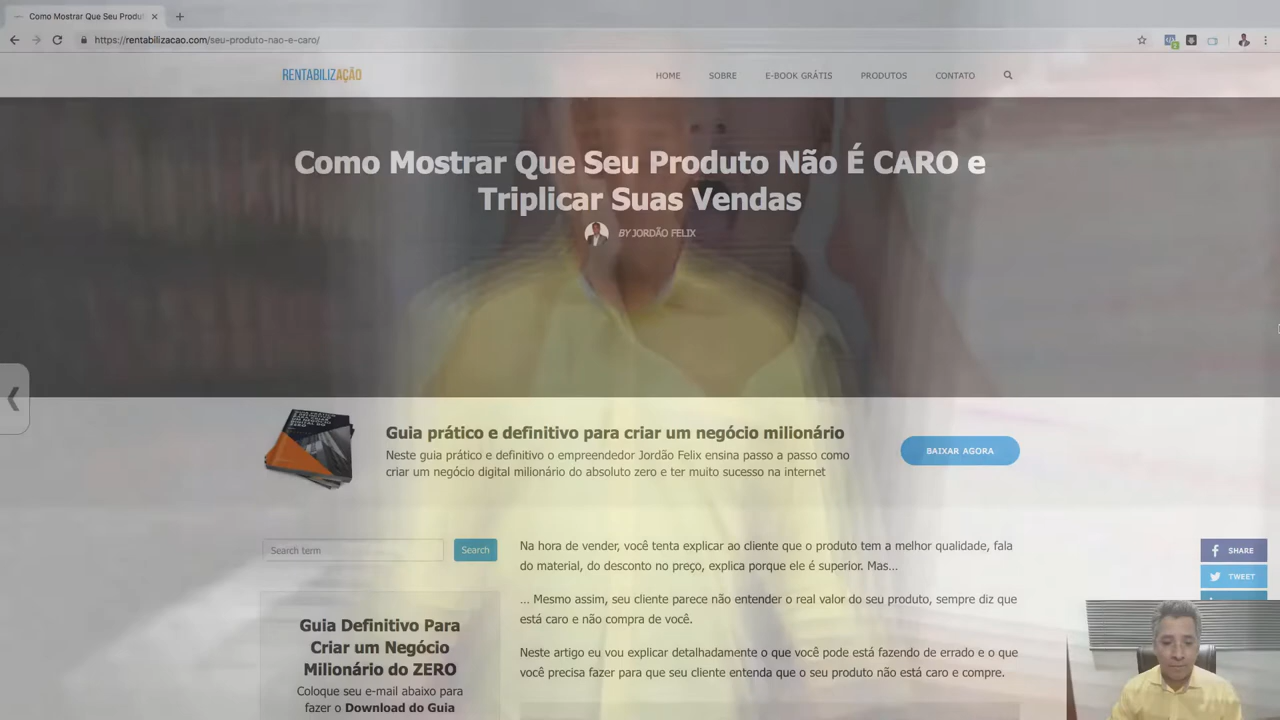 Como Mostrar Que Seu Produt
https://rentabilizacao.com/seu-produto-nao-e-caro/
RENTABILIZAÇÃO
HOME
SOBRE
E-BOOK GRÁTIS
PRODUTOS
CONTATO
Como Mostrar Que Seu Produto Não É CARO e
Triplicar Suas Vendas
BY JORDÃO FELIX
Guia prático e definitivo para criar um negócio milionário
Neste guia prático e definitivo o empreendedor Jordão Felix ensina passo a passo como
criar um negócio digital milionário do absoluto zero e ter muito sucesso na internet
BAIXAR AGORA
Search term
Search
Guia Definitivo Para
Criar um Negócio
Milionário do ZERO
Coloque seu e-mail abaixo para
fazer o Download do Guia
Na hora de vender, você tenta explicar ao cliente que o produto tem a melhor qualidade, fala
do material, do desconto no preço, explica porque ele é superior. Mas...
... Mesmo assim, seu cliente parece não entender o real valor do seu produto, sempre diz que
está caro e não compra de você.
Neste artigo eu vou explicar detalhadamente o que você pode está fazendo de errado e o que
você precisa fazer para que seu cliente entenda que o seu produto não está caro e compre.
SHARE
TWEET